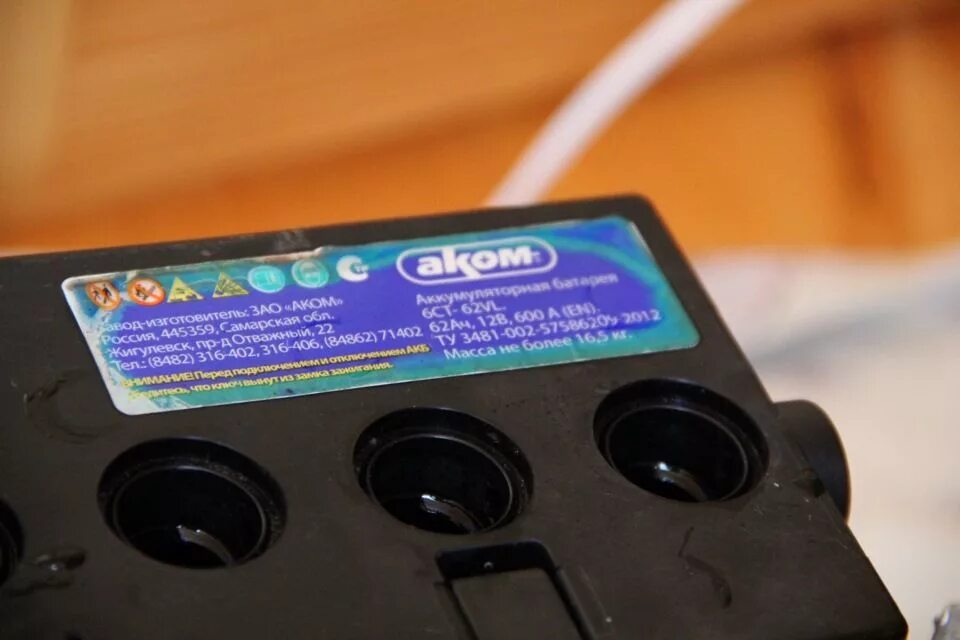 аком
завод-изготовитель: ЗАО «АКОМ»
Россия, 445359, Самарская обл.
Жигулевск, пр-д Отважный, 22
Тел.: (8482) 316-402, 316-406, (84862) 71402
ВНИМАНИЕ! Перед подключением и отключением АКБ
убедитесь, что ключ вынут из замка зажигания.
Аккумуляторная батарея
6СТ- 62VL,
62Ач, 12В, 600 А (EN).
ТУ 3481-002-57586209-2012
Масса не более 16,5 кг.